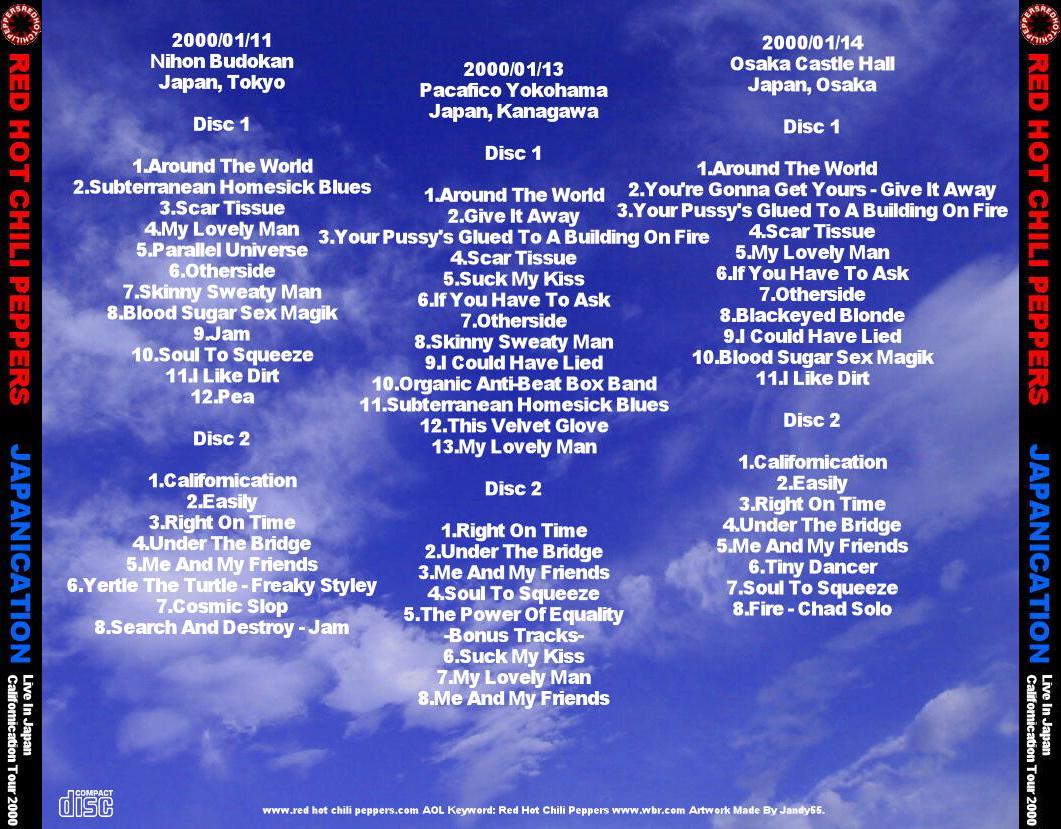 RED HOT CHILI PEPPERS
JAPANICATION
Live In Japan
Californication Tour 2000
2000/01/11
Nihon Budokan
Japan, Tokyo
Disc 1
1.Around The World
2.Subterranean Homesick Blues
3.Scar Tissue
4.My Lovely Man
5.Parallel Universe
6.Otherside
7.Skinny Sweaty Man
8.Blood Sugar Sex Magik
9.Jam
10.Soul To Squeeze
11.I Like Dirt
12.Pea
Disc 2
1.Californication
2.Easily
3.Right On Time
4.Under The Bridge
5.Me And My Friends
6.Yertle The Turtle - Freaky Styley
7.Cosmic Slop
8.Search And Destroy - Jam
2000/01/13
Pacafico Yokohama
Japan, Kanagawa
Disc 1
1.Around The World
2.Give It Away
3.Your Pussy's Glued To A Building On Fire
4.Scar Tissue
5.Suck My Kiss
6.If You Have To Ask
7.Otherside
8.Skinny Sweaty Man
9.I Could Have Lied
10.Organic Anti-Beat Box Band
11.Subterranean Homesick Blues
12.This Velvet Glove
13.My Lovely Man
Disc 2
1.Right On Time
2.Under The Bridge
3.Me And My Friends
4.Soul To Squeeze
5.The Power Of Equality
-Bonus Tracks-
6.Suck My Kiss
7.My Lovely Man
8.Me And My Friends
2000/01/14
Osaka Castle Hall
Japan, Osaka
Disc 1
1.Around The World
2.You're Gonna Get Yours - Give It Away
3.Your Pussy's Glued To A Building On Fire
4.Scar Tissue
5.My Lovely Man
6.If You Have To Ask
7.Otherside
8.Blackeyed Blonde
9.I Could Have Lied
10.Blood Sugar Sex Magik
11.I Like Dirt
Disc 2
1.Californication
2.Easily
3.Right On Time
4.Under The Bridge
5.Me And My Friends
6.Tiny Dancer
7.Soul To Squeeze
8.Fire - Chad Solo
COMPACT
disc
www.red hot chili peppers.com AOL Keyword: Red Hot Chili Peppers www.wbr.com Artwork Made By Jandy55.
RED HOT CHILI PEPPERS
RED HOT CHILI PEPPERS
JAPANICATION
Live In Japan
Californication Tour 2000
RED HOT CHILI PEPPERS